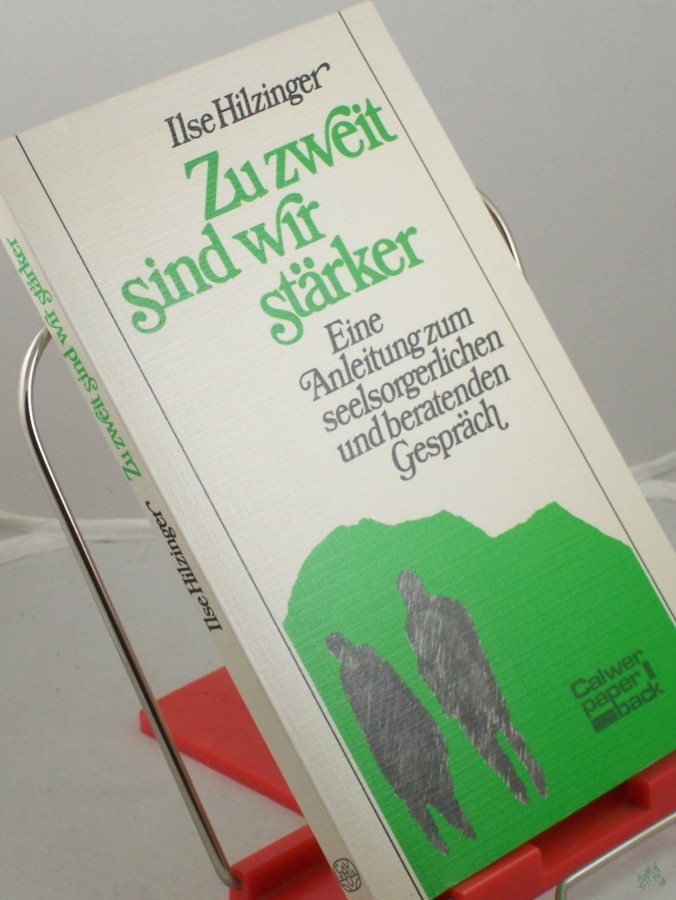 Ilse Hilzinger
Zu zweit
sind wir
stärker
Eine
Anleitung zum
seelsorgerlichen
und beratenden
Gespräch
Calwer
paper
back
Zu zweit sind wir stärker
Ilse Hilzinger